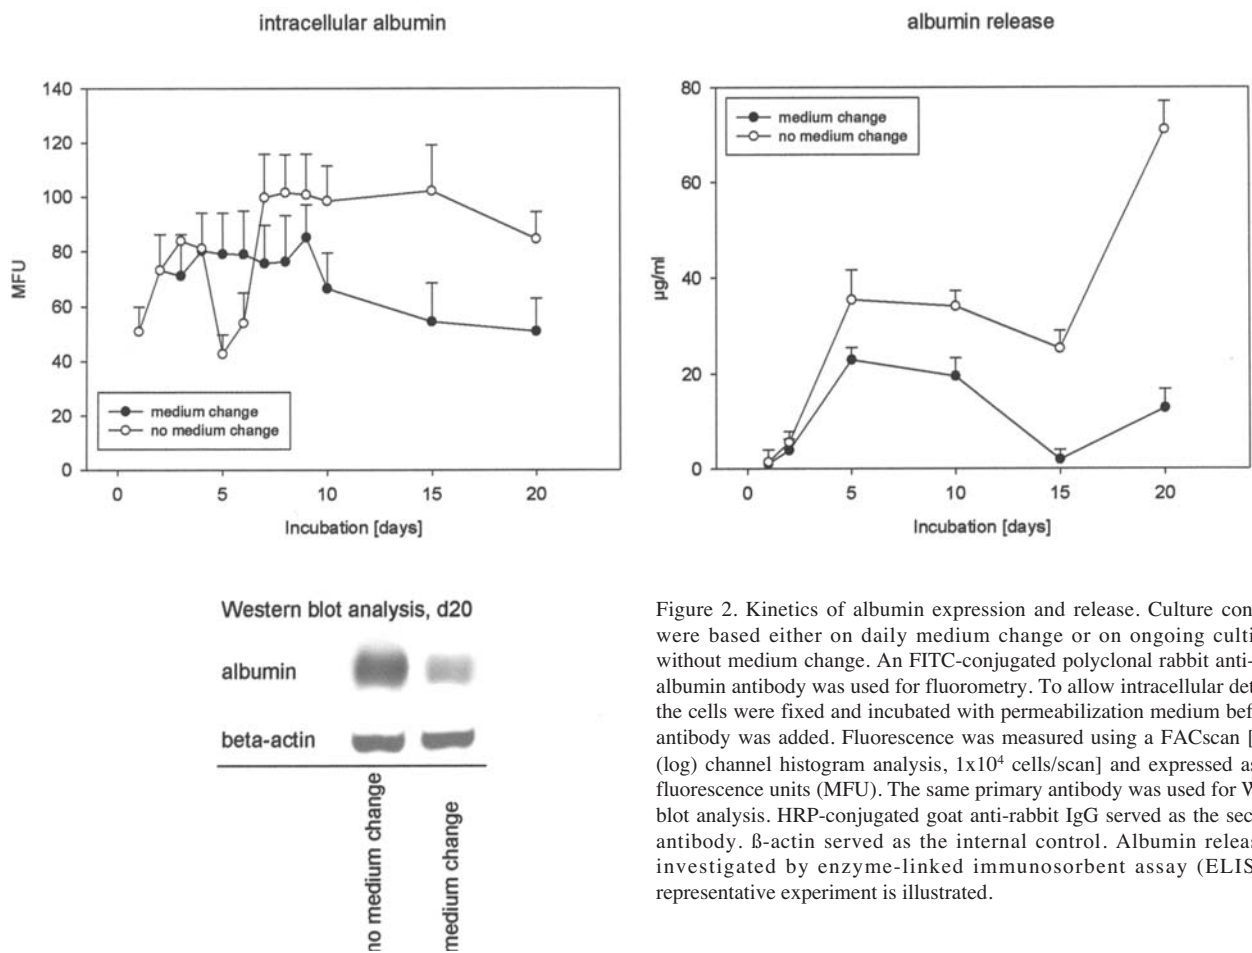 intracellular albumin
MFU
140
120
100
80
60
40
20
0
medium change
no medium change
0 5 10 15 20
Incubation [days]
albumin release
µg/ml
80
60
40
20
0
medium change
no medium change
0 5 10 15 20
Incubation [days]
Western blot analysis, d20
albumin
beta-actin
no medium change
medium change
Figure 2. Kinetics of albumin expression and release. Culture con
were based either on daily medium change or on ongoing culti
without medium change. An FITC-conjugated polyclonal rabbit anti-
albumin antibody was used for fluorometry. To allow intracellular det
the cells were fixed and incubated with permeabilization medium bef
antibody was added. Fluorescence was measured using a FACscan [
(log) channel histogram analysis, 1x10⁴ cells/scan] and expressed as
fluorescence units (MFU). The same primary antibody was used for W
blot analysis. HRP-conjugated goat anti-rabbit IgG served as the sec
antibody. ß-actin served as the internal control. Albumin releas
investigated by enzyme-linked immunosorbent assay (ELIS
representative experiment is illustrated.